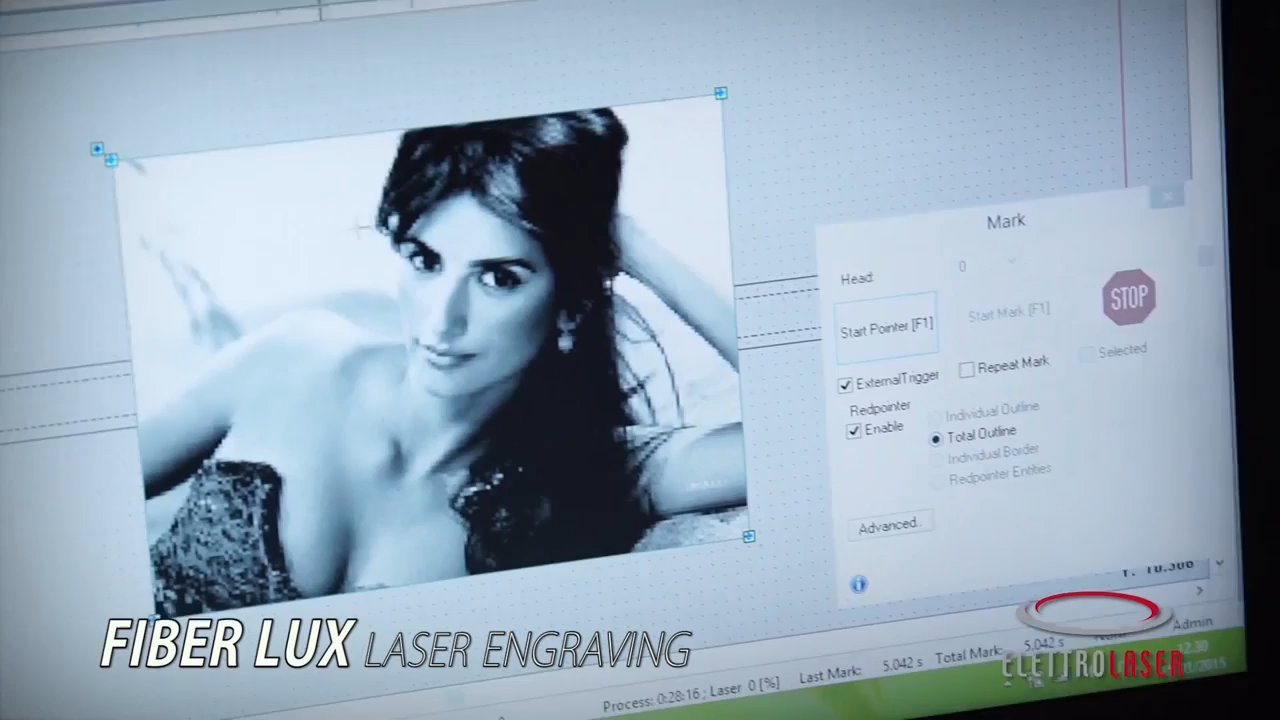 Mark
Head:
0
Start Pointer [F1]
Start Mark [F1]
STOP
ExternalTrigger
Repeat Mark
Selected
Redpointer
Enable
Individual Outline
Total Outline
Individual Border
Redpointer Entities
Advanced..
FIBER LUX LASER ENGRAVING
Process: 0:28:16 ; Laser 0 [%]
Last Mark: 5.042 s
Total Mark: 5.042 s
Admin
12:30
ELETTROLASER